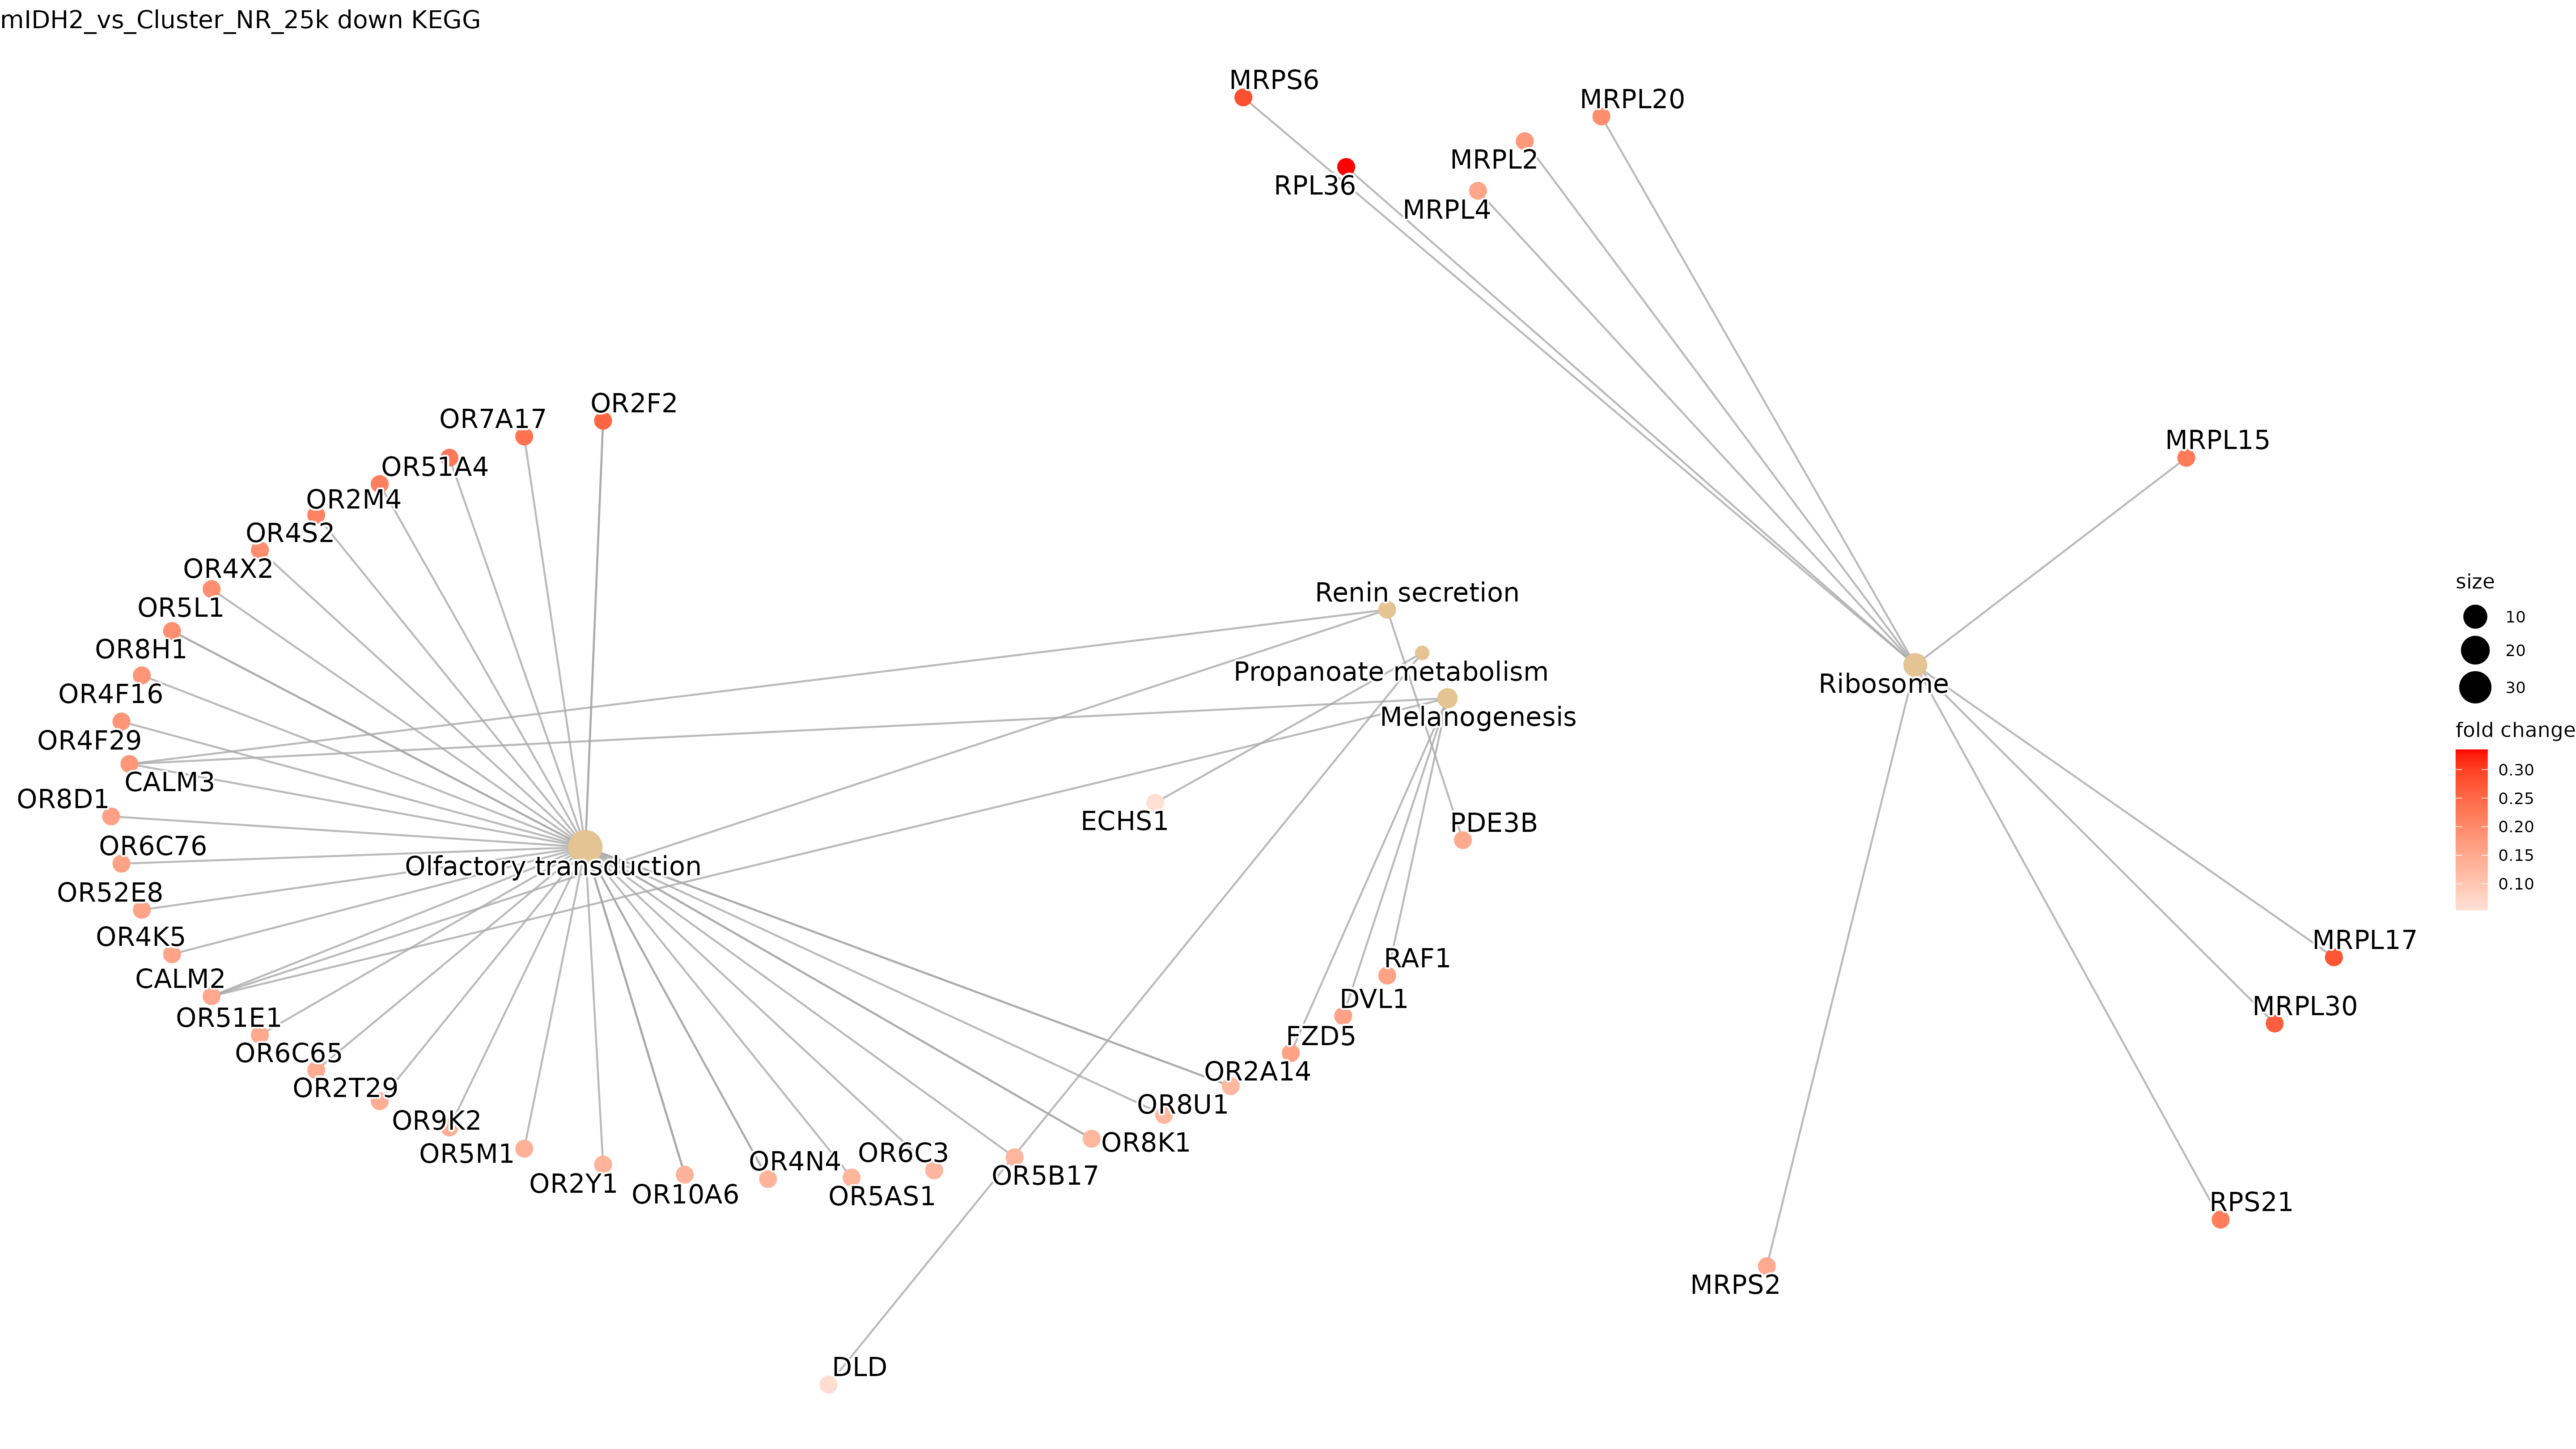 mIDH2_vs_Cluster_NR_25k down KEGG
MRPS6
MRPL20
MRPL2
RPL36
MRPL4
OR2F2
OR7A17
MRPL15
OR51A4
OR2M4
OR4S2
OR4X2
size
Renin secretion
OR5L1
10
OR8H1
20
Propanoate metabolism
Ribosome
30
OR4F16
Melanogenesis
fold change
OR4F29
0.30
CALM3
0.25
OR8D1
ECHS1
PDE3B
0.20
OR6C76
0.15
Olfactory transduction
0.10
OR52E8
OR4K5
MRPL17
RAF1
CALM2
DVL1
MRPL30
OR51E1
FZD5
OR6C65
OR2A14
OR2T29
OR8U1
OR9K2
OR8K1
OR5M1
OR6C3
OR4N4
OR5B17
OR2Y1
OR10A6
OR5AS1
RPS21
MRPS2
DLD